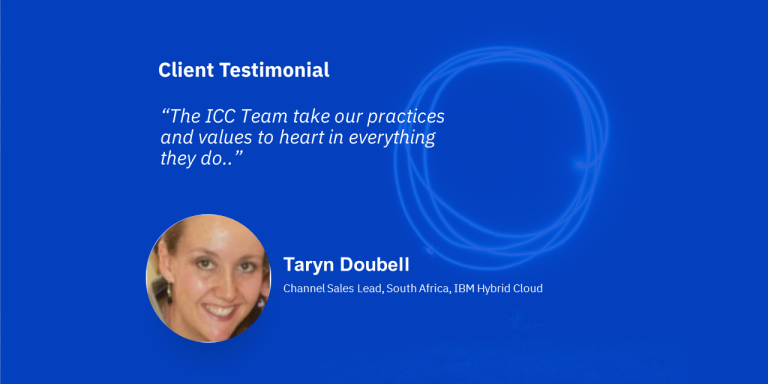 Client Testimonial
“The ICC Team take our practices
and values to heart in everything
they do..”
Taryn Doubell
Channel Sales Lead, South Africa, IBM Hybrid Cloud